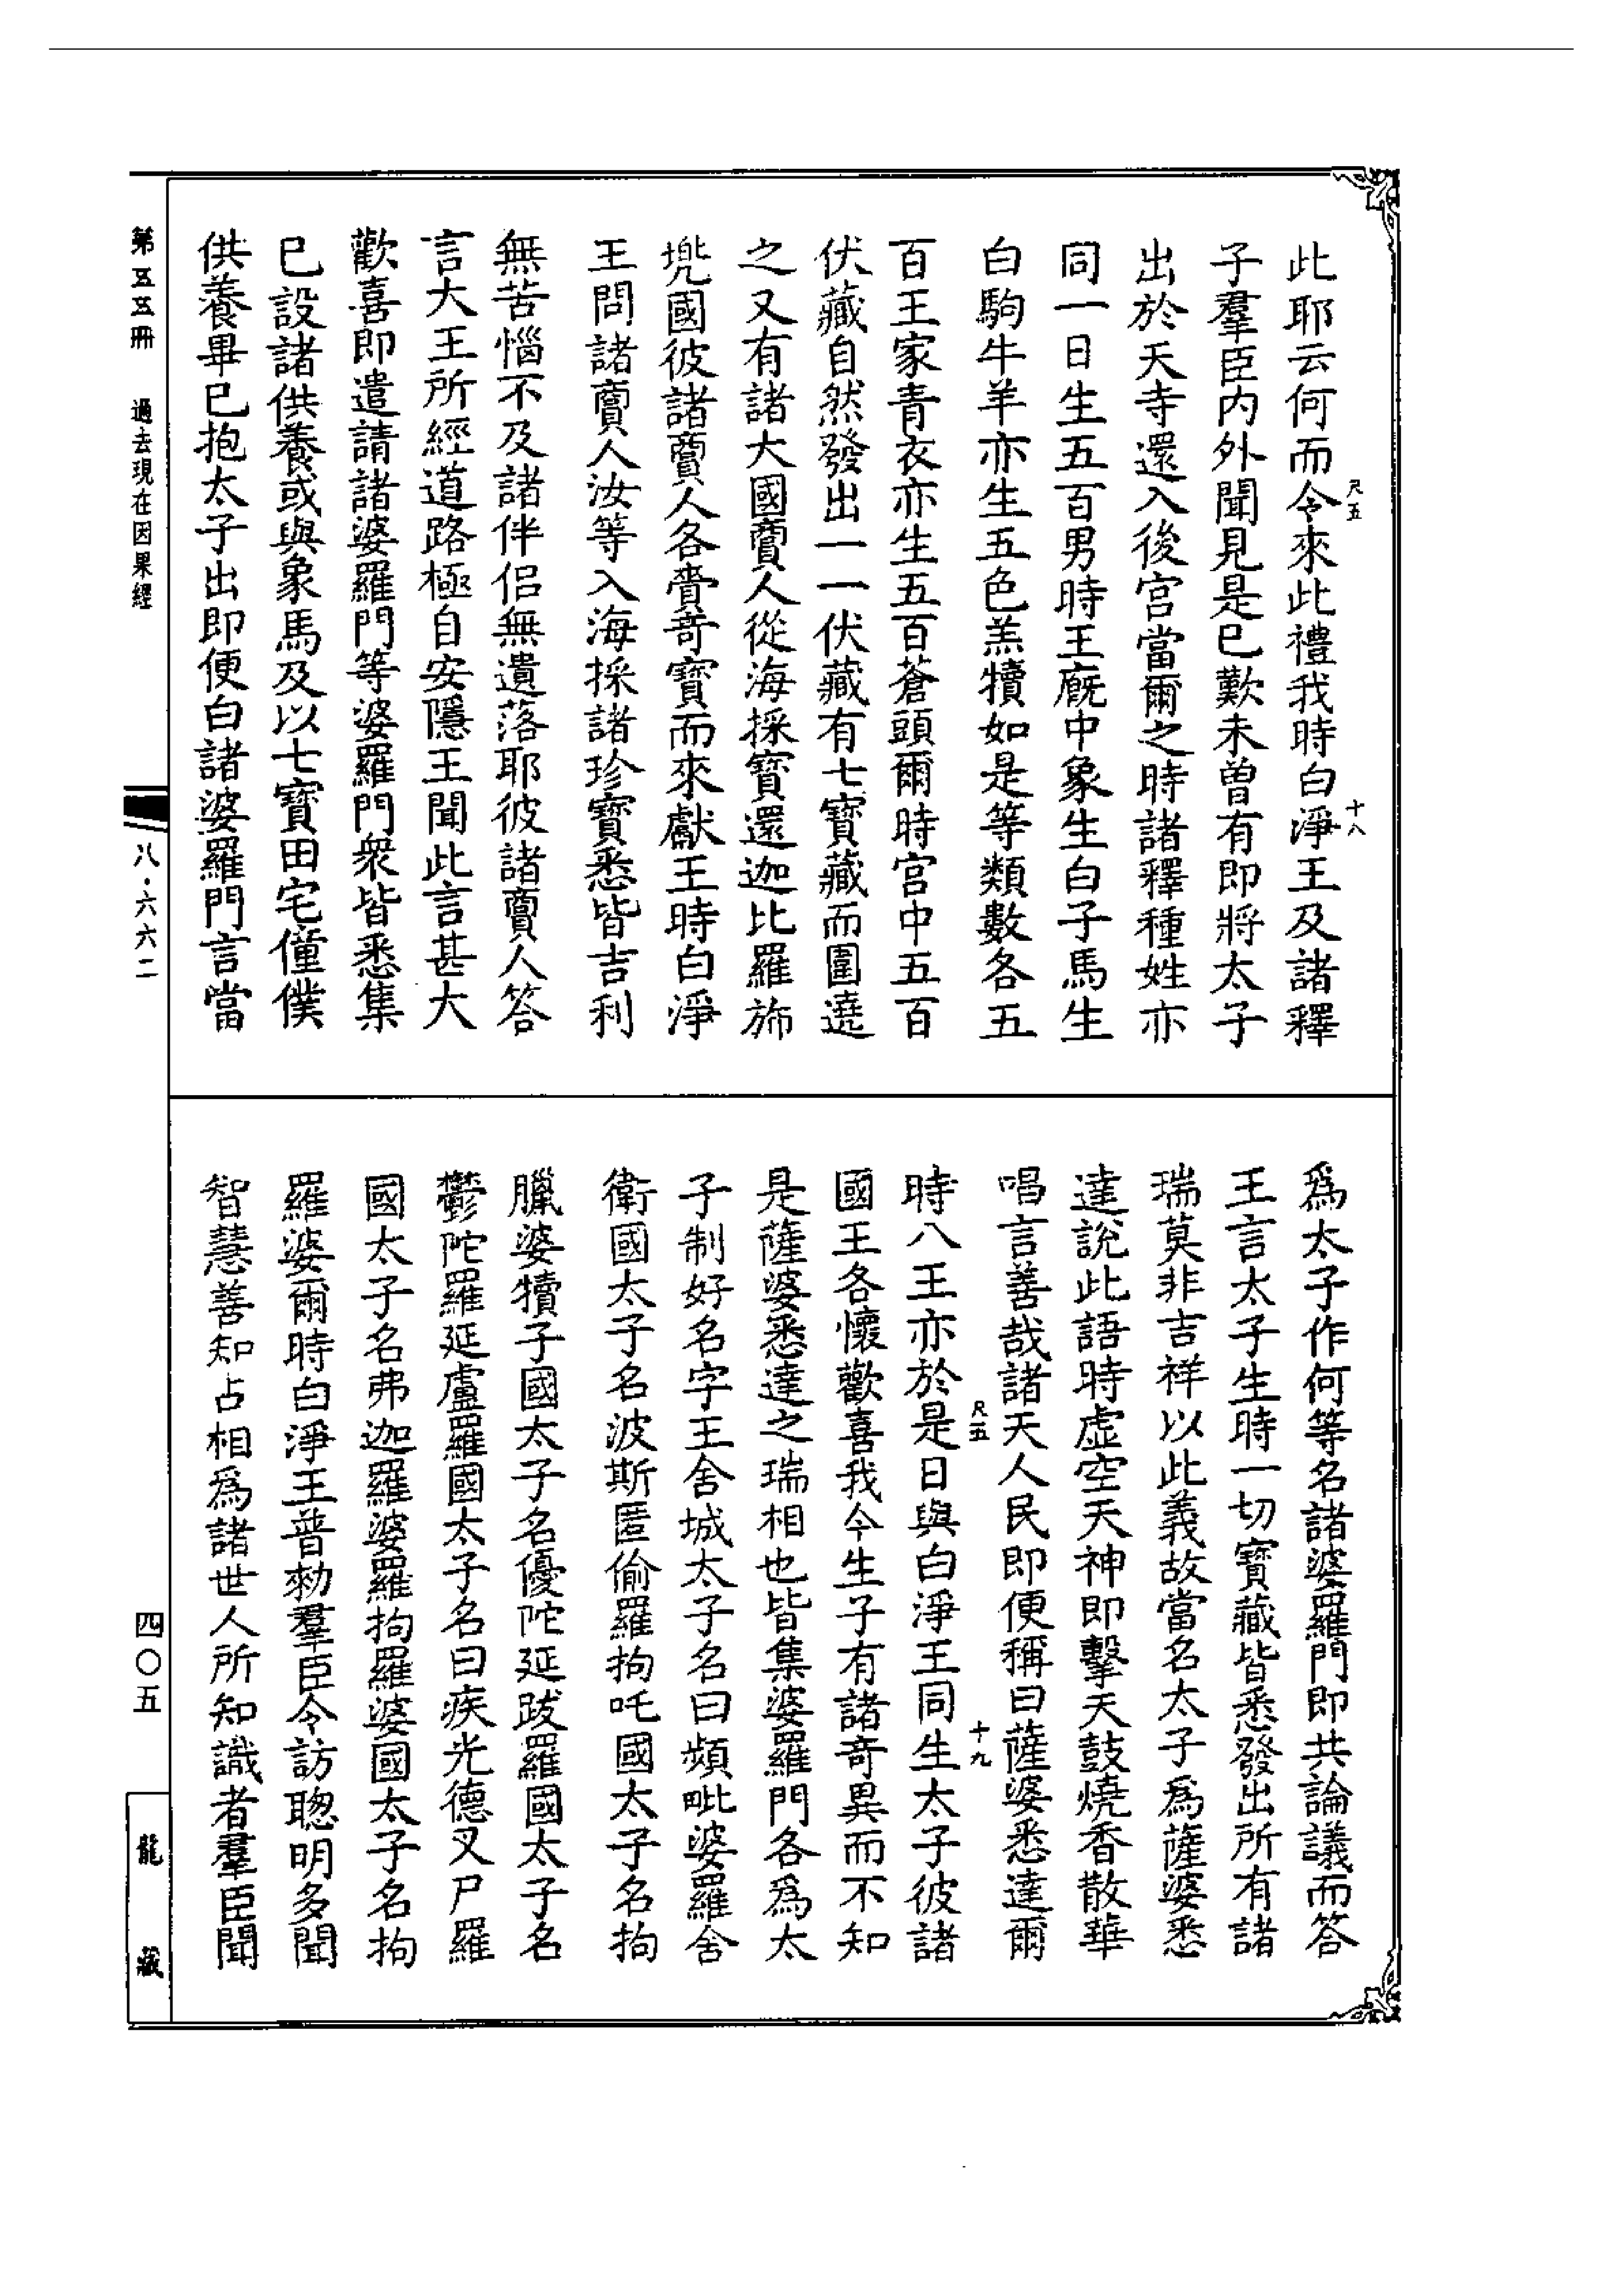 此耶云何而令來此禮我時白淨王及諸釋
尺五
十八
子羣臣内外聞見是已歎未曾有即將太子
出於天寺還入後宮當爾之時諸釋種姓亦
同一日生五百男時王廐中象生白子馬生
白駒牛羊亦生五色羔犢如是等類數各五
百王家青衣亦生五百蒼頭爾時宮中五百
伏藏自然發出一一伏藏有七寶藏而圍遶
之又有諸大國賣人從海採寶還迦比羅斾
兠國彼諸賣人各賫奇寶而來獻王時白淨
王問諸賣人汝等入海採諸珍寶悉皆吉利
無苦惱不及諸伴侶無遺落耶彼諸賣人答
言大王所經道路極自安隱王聞此言甚大
歡喜即遣請諸婆羅門等婆羅門衆皆悉集
已設諸供養或與象馬及以七寶田宅僮僕
供養畢已抱太子出即便白諸婆羅門言當
爲太子作何等名諸婆羅門即共論議而答
王言太子生時一切寶藏皆悉發出所有諸
瑞莫非吉祥以此義故當名太子爲薩婆悉
達說此語時虛空天神即擊天鼓燒香散華
唱言善哉諸天人民即便稱曰薩婆悉達爾
時八王亦於是日與白淨王同生太子彼諸
尺五
十九
國王各懷歡喜我今生子有諸奇異而不知
是薩婆悉達之瑞相也皆集婆羅門各爲太
子制好名字王舍城太子名曰頻毗婆羅舍
衛國太子名波斯匿偷羅拘吒國太子名拘
臘婆犢子國太子名優陀延跋羅國太子名
鬱陀羅延盧羅國太子名曰疾光德叉尸羅
國太子名弗迦羅婆羅拘羅婆國太子名拘
羅婆爾時白淨王普勑羣臣令訪聰明多聞
智慧善知占相爲諸世人所知識者羣臣聞
第五五冊 過去現在因果經
八・六六二
四〇五
龍藏